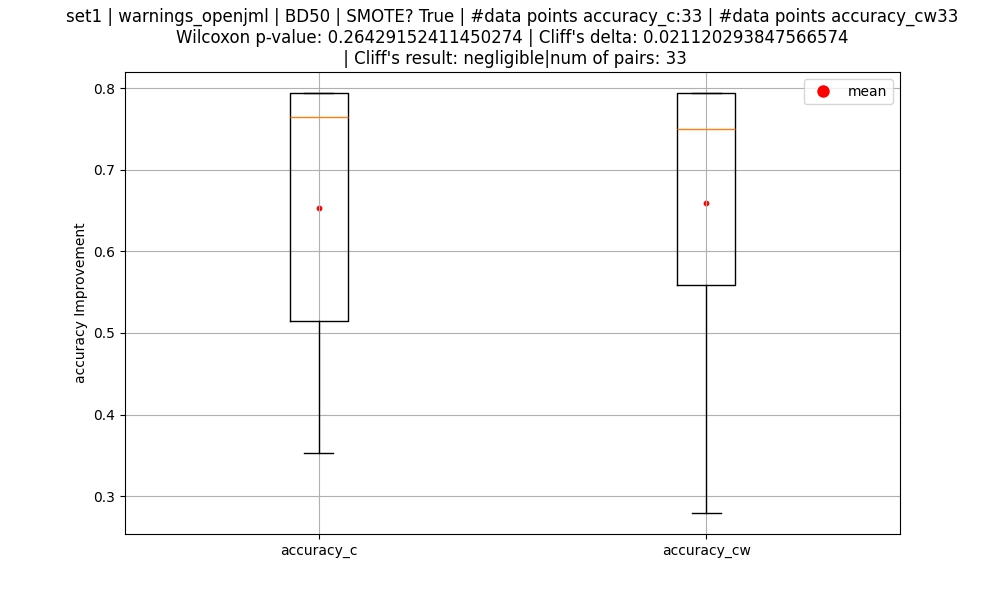 set1 | warnings_openjml | BD50 | SMOTE? True | #data points accuracy_c:33 | #data points accuracy_cw33
Wilcoxon p-value: 0.26429152411450274 | Cliff's delta: 0.021120293847566574
| Cliff's result: negligible|num of pairs: 33
mean
0.8
0.7
0.6
0.5
0.4
0.3
accuracy Improvement
accuracy_c
accuracy_cw